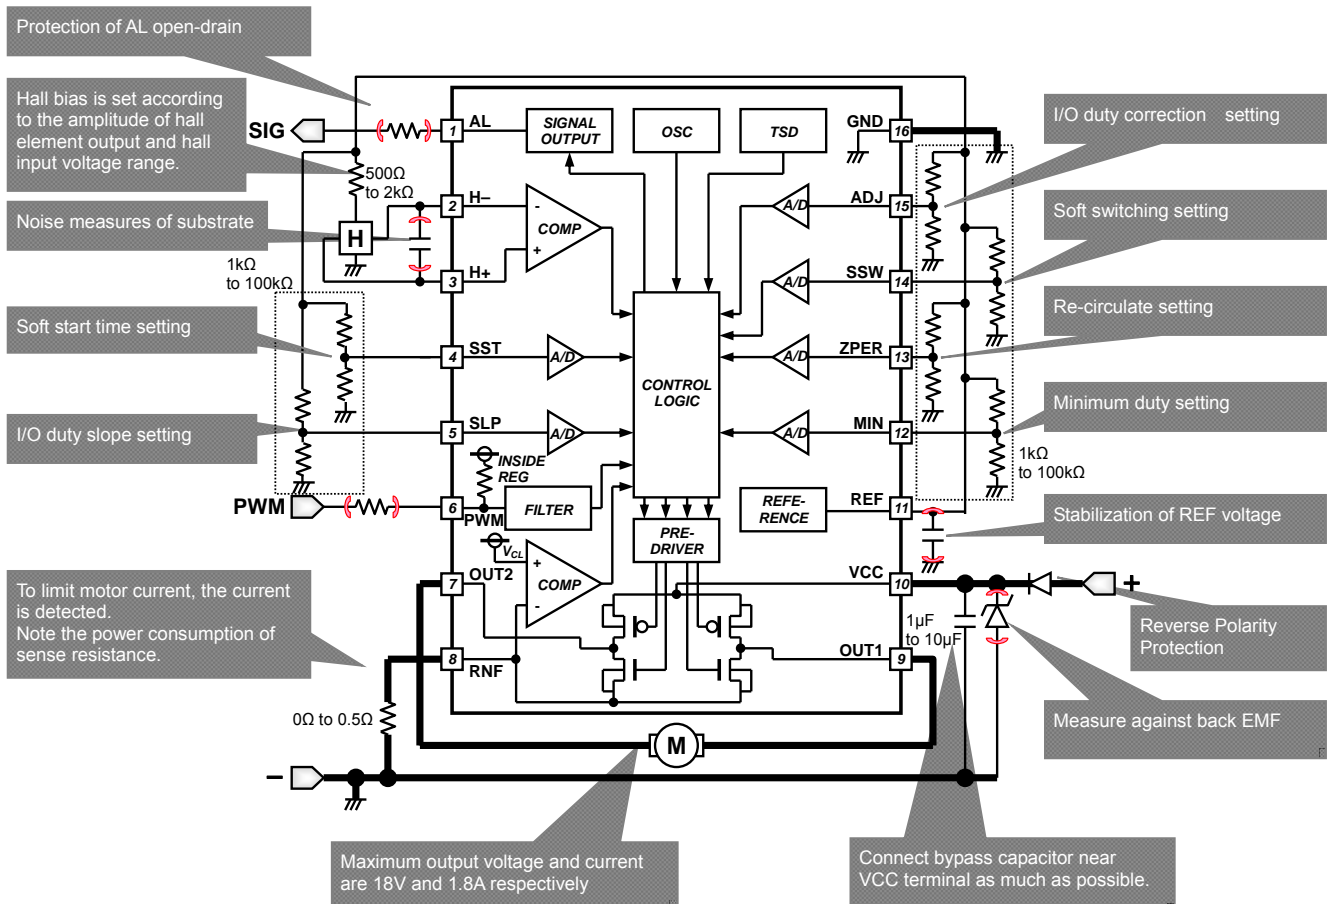 Protection of AL open-drain
Hall bias is set according
to the amplitude of hall
element output and hall
input voltage range.
Noise measures of substrate
Soft start time setting
I/O duty slope setting
To limit motor current, the current
is detected.
Note the power consumption of
sense resistance.
SIG
500Ω
to 2kΩ
H
1kΩ
to 100kΩ
PWM
0Ω to 0.5Ω
−
1
AL
2
H−
3
H+
4
SST
5
SLP
6
PWM
7
OUT2
8
RNF
SIGNAL
OUTPUT
OSC
TSD
-
COMP
+
A/D
A/D
INSIDE
REG
FILTER
VCL
+
COMP
-
CONTROL
LOGIC
PRE-
DRIVER
REFE-
RENCE
A/D
A/D
A/D
A/D
GND
16
ADJ
15
SSW
14
ZPER
13
MIN
12
REF
11
VCC
10
OUT1
9
M
1kΩ
to 100kΩ
+
1µF
to 10µF
I/O duty correction setting
Soft switching setting
Re-circulate setting
Minimum duty setting
Stabilization of REF voltage
Reverse Polarity
Protection
Measure against back EMF
Maximum output voltage and current
are 18V and 1.8A respectively
Connect bypass capacitor near
VCC terminal as much as possible.